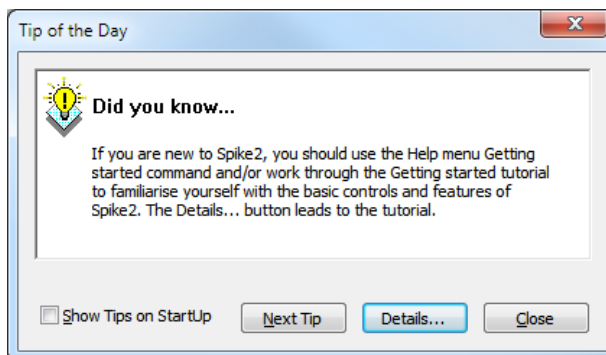 Tip of the Day
Did you know...
If you are new to Spike2, you should use the Help menu Getting
started command and/or work through the Getting started tutorial
to familiarise yourself with the basic controls and features of
Spike2. The Details... button leads to the tutorial.
Show Tips on StartUp Next Tip Details... Close